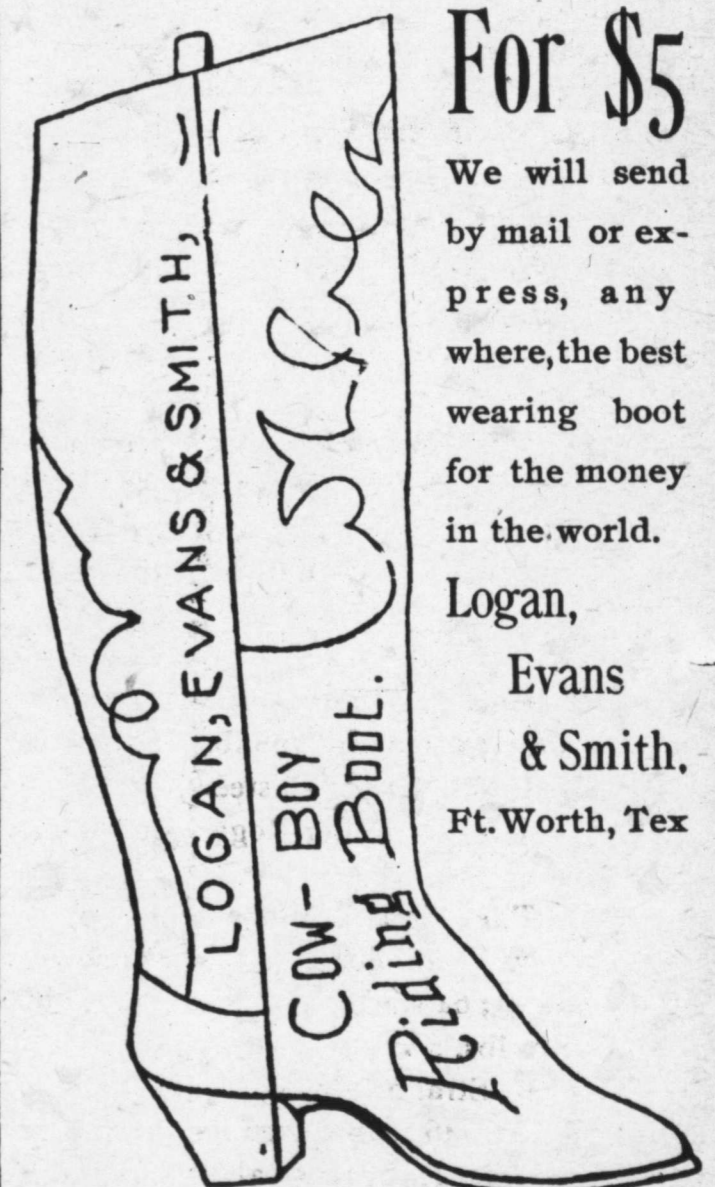 For $5
We will send
by mail or ex-
press, any
where, the best
wearing boot
for the money
in the world.
Logan,
Evans
& Smith,
Ft. Worth, Tex
LOGAN, EVANS & SMITH,
COW-BOY
Riding Boot.